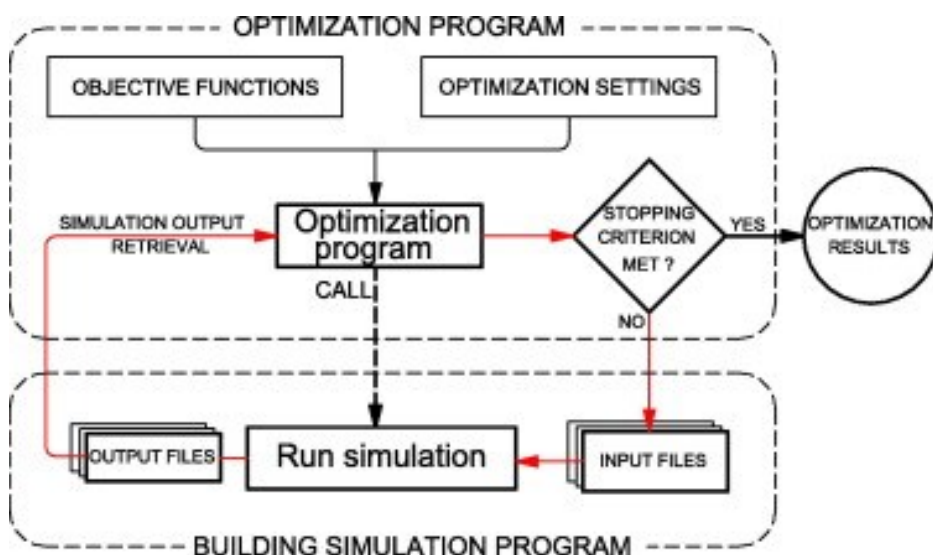 OPTIMIZATION PROGRAM
OBJECTIVE FUNCTIONS
OPTIMIZATION SETTINGS
SIMULATION OUTPUT
RETRIEVAL
Optimization
program
CALL
STOPPING
CRITERION
MET ?
YES
NO
OPTIMIZATION
RESULTS
OUTPUT FILES
Run simulation
INPUT FILES
BUILDING SIMULATION PROGRAM